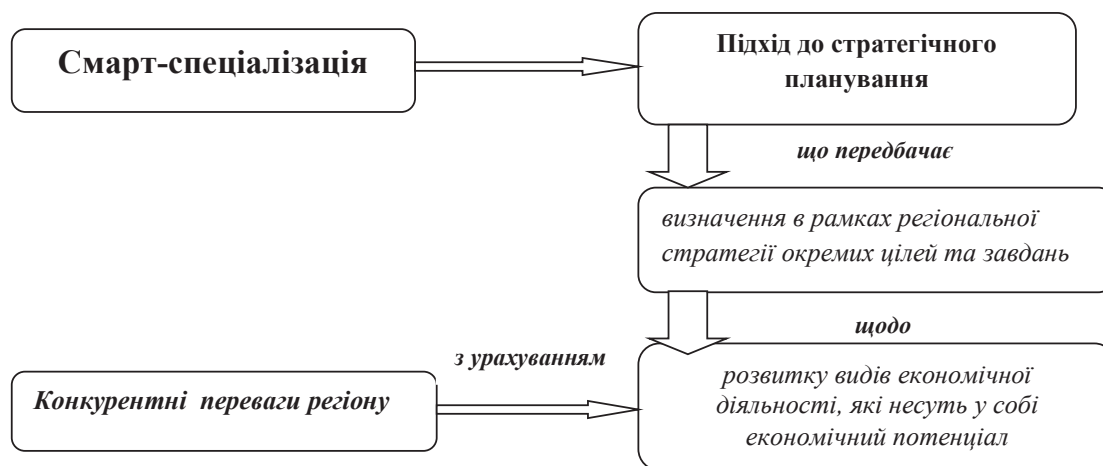 Смарт-спеціалізація
Підхід до стратегічного
планування
що передбачає
визначення в рамках регіональної
стратегії окремих цілей та завдань
щодо
з урахуванням
Конкурентні переваги регіону
розвитку видів економічної
діяльності, які несуть у собі
економічний потенціал